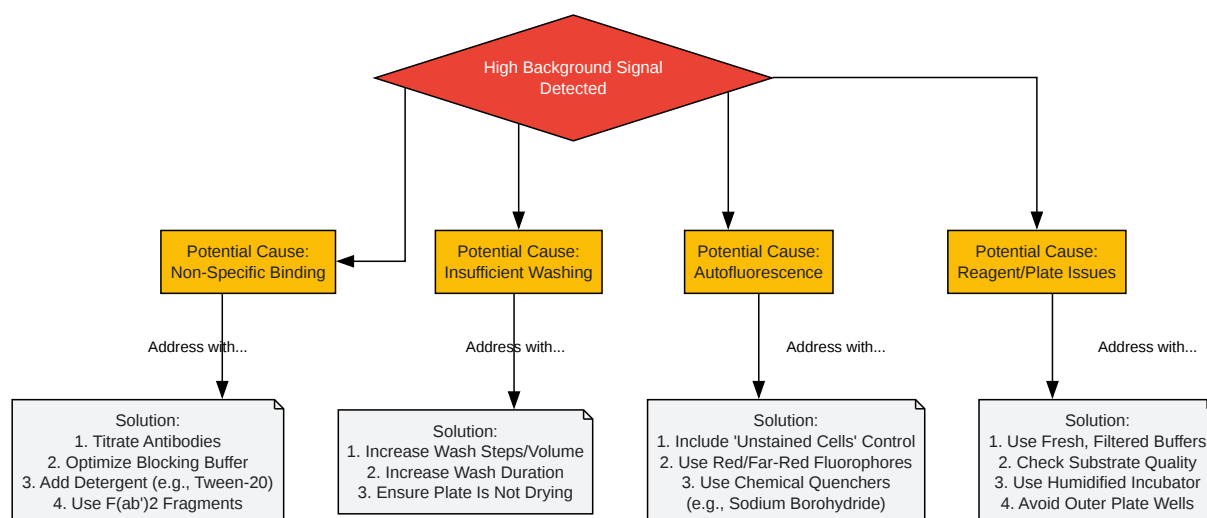 High Background Signal
Detected
Potential Cause:
Non-Specific Binding
Potential Cause:
Insufficient Washing
Potential Cause:
Autofluorescence
Potential Cause:
Reagent/Plate Issues
Address with...
Address with...
Address with...
Address with...
Solution:
1. Titrate Antibodies
2. Optimize Blocking Buffer
3. Add Detergent (e.g., Tween-20)
4. Use F(ab')2 Fragments
Solution:
1. Increase Wash Steps/Volume
2. Increase Wash Duration
3. Ensure Plate Is Not Drying
Solution:
1. Include 'Unstained Cells' Control
2. Use Red/Far-Red Fluorophores
3. Use Chemical Quenchers
(e.g., Sodium Borohydride)
Solution:
1. Use Fresh, Filtered Buffers
2. Check Substrate Quality
3. Use Humidified Incubator
4. Avoid Outer Plate Wells